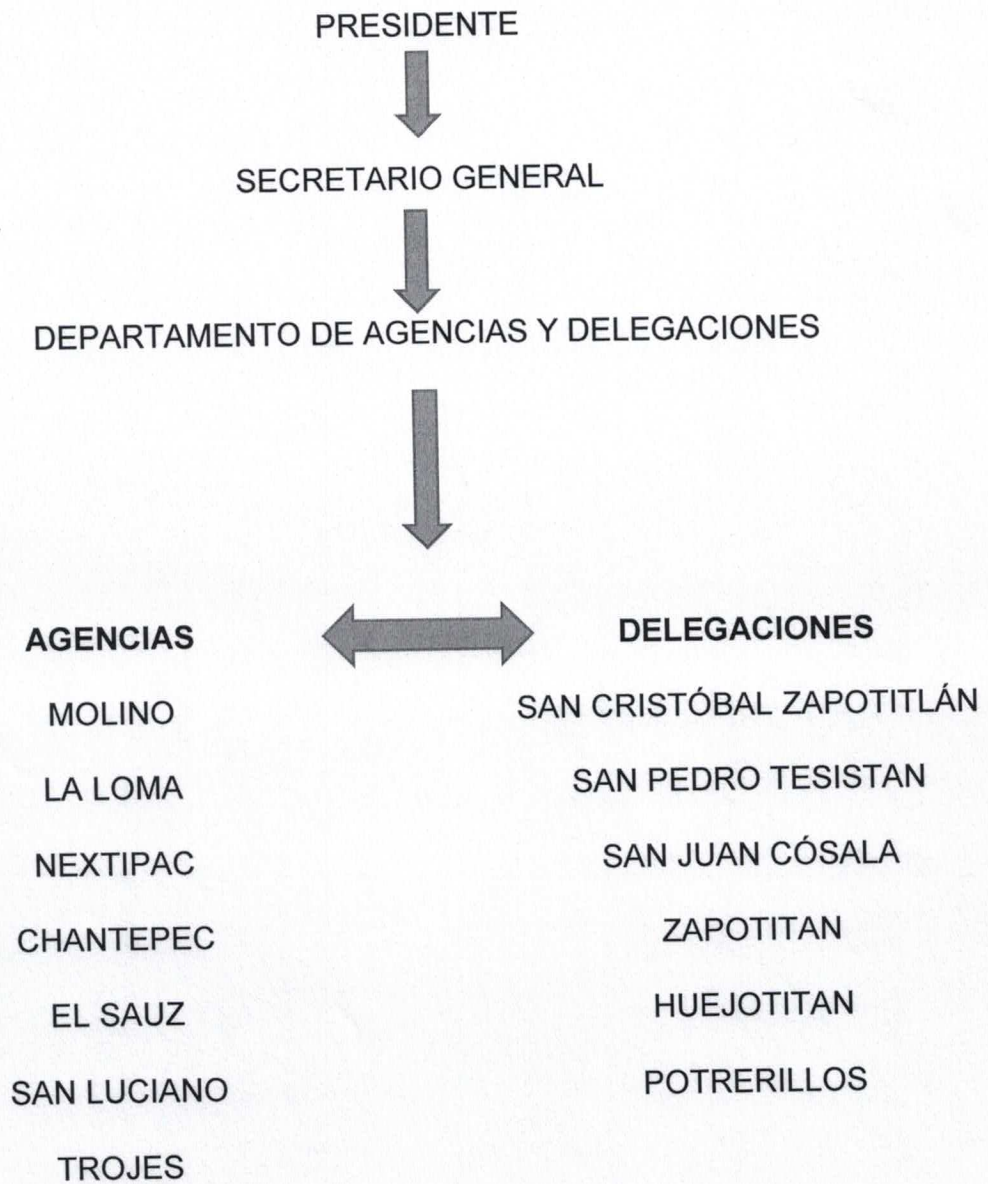 PRESIDENTE
SECRETARIO GENERAL
DEPARTAMENTO DE AGENCIAS Y DELEGACIONES
AGENCIAS
MOLINO
LA LOMA
NEXTIPAC
CHANTEPEC
EL SAUZ
SAN LUCIANO
TROJES
DELEGACIONES
SAN CRISTÓBAL ZAPOTITLÁN
SAN PEDRO TESISTAN
SAN JUAN CÓSALA
ZAPOTITAN
HUEJOTITAN
POTRERILLOS